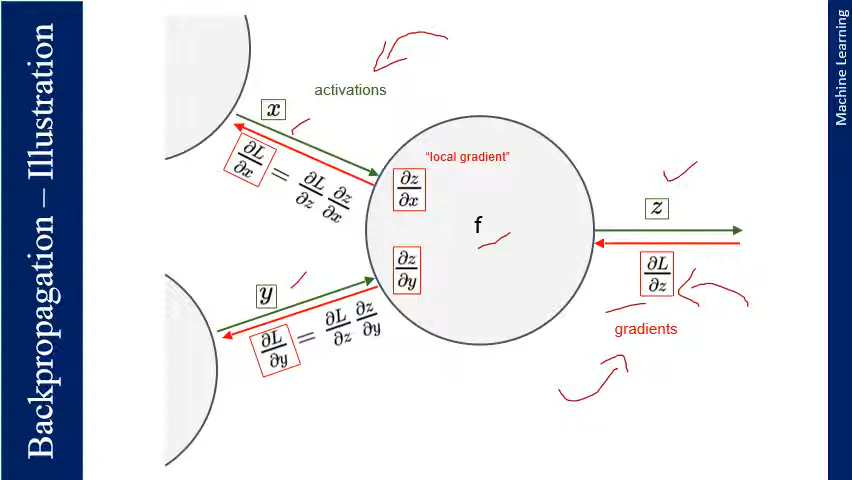 Backpropagation – Illustration
Machine Learning
activations
x
∂L/∂x = ∂L/∂z ∂z/∂x
"local gradient"
∂z/∂x
z
f
∂z/∂y
∂L/∂z
y
∂L/∂y = ∂L/∂z ∂z/∂y
gradients